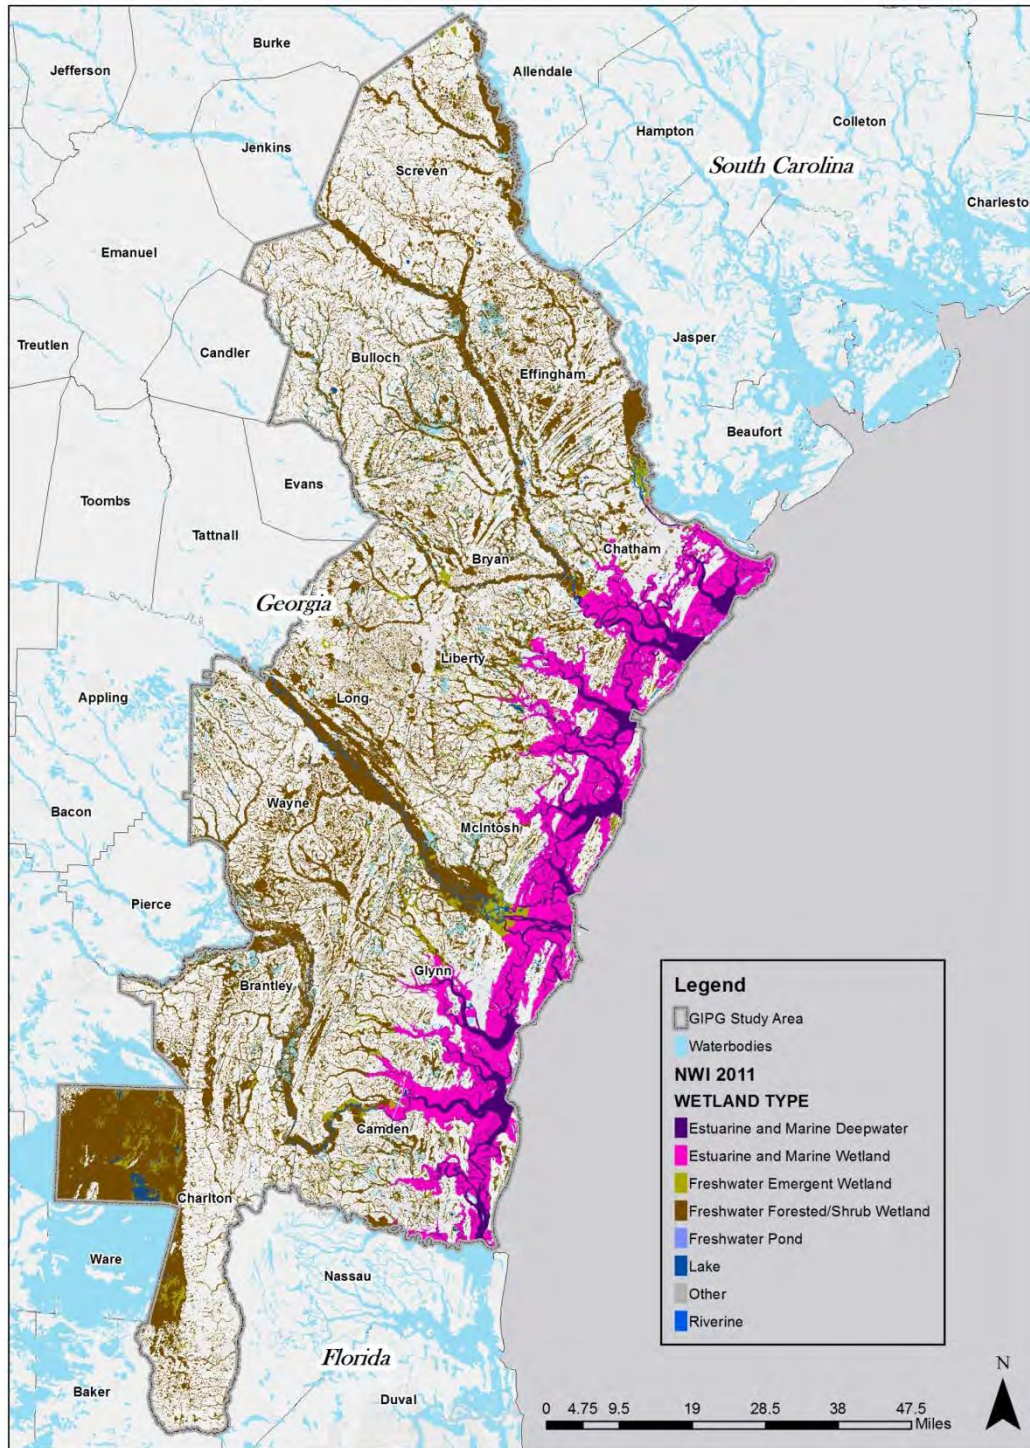 Burke
Jefferson
Allendale
Colleton
Hampton
Jenkins
South Carolina
Screven
Charlesto
Emanuel
Jasper
Treutlen
Candler
Bulloch
Effingham
Beaufort
Evans
Toombs
Tattnall
Chatham
Bryan
Georgia
Liberty
Appling
Long
Wayne
Bacon
McIntosh
Pierce
Glynn
Brantley
Camden
Charlton
Ware
Nassau
Florida
Baker
Duval
Legend
GIPG Study Area
Waterbodies
NWI 2011
WETLAND TYPE
Estuarine and Marine Deepwater
Estuarine and Marine Wetland
Freshwater Emergent Wetland
Freshwater Forested/Shrub Wetland
Freshwater Pond
Lake
Other
Riverine
N
0 4.75 9.5 19 28.5 38 47.5
Miles